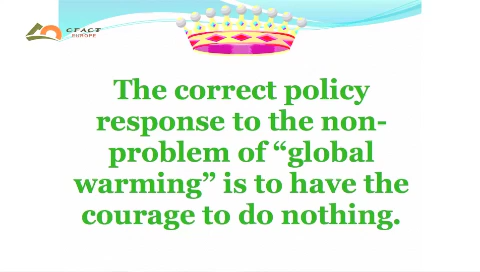 CFACT
EUROPE
The correct policy
response to the non-
problem of “global
warming” is to have the
courage to do nothing.